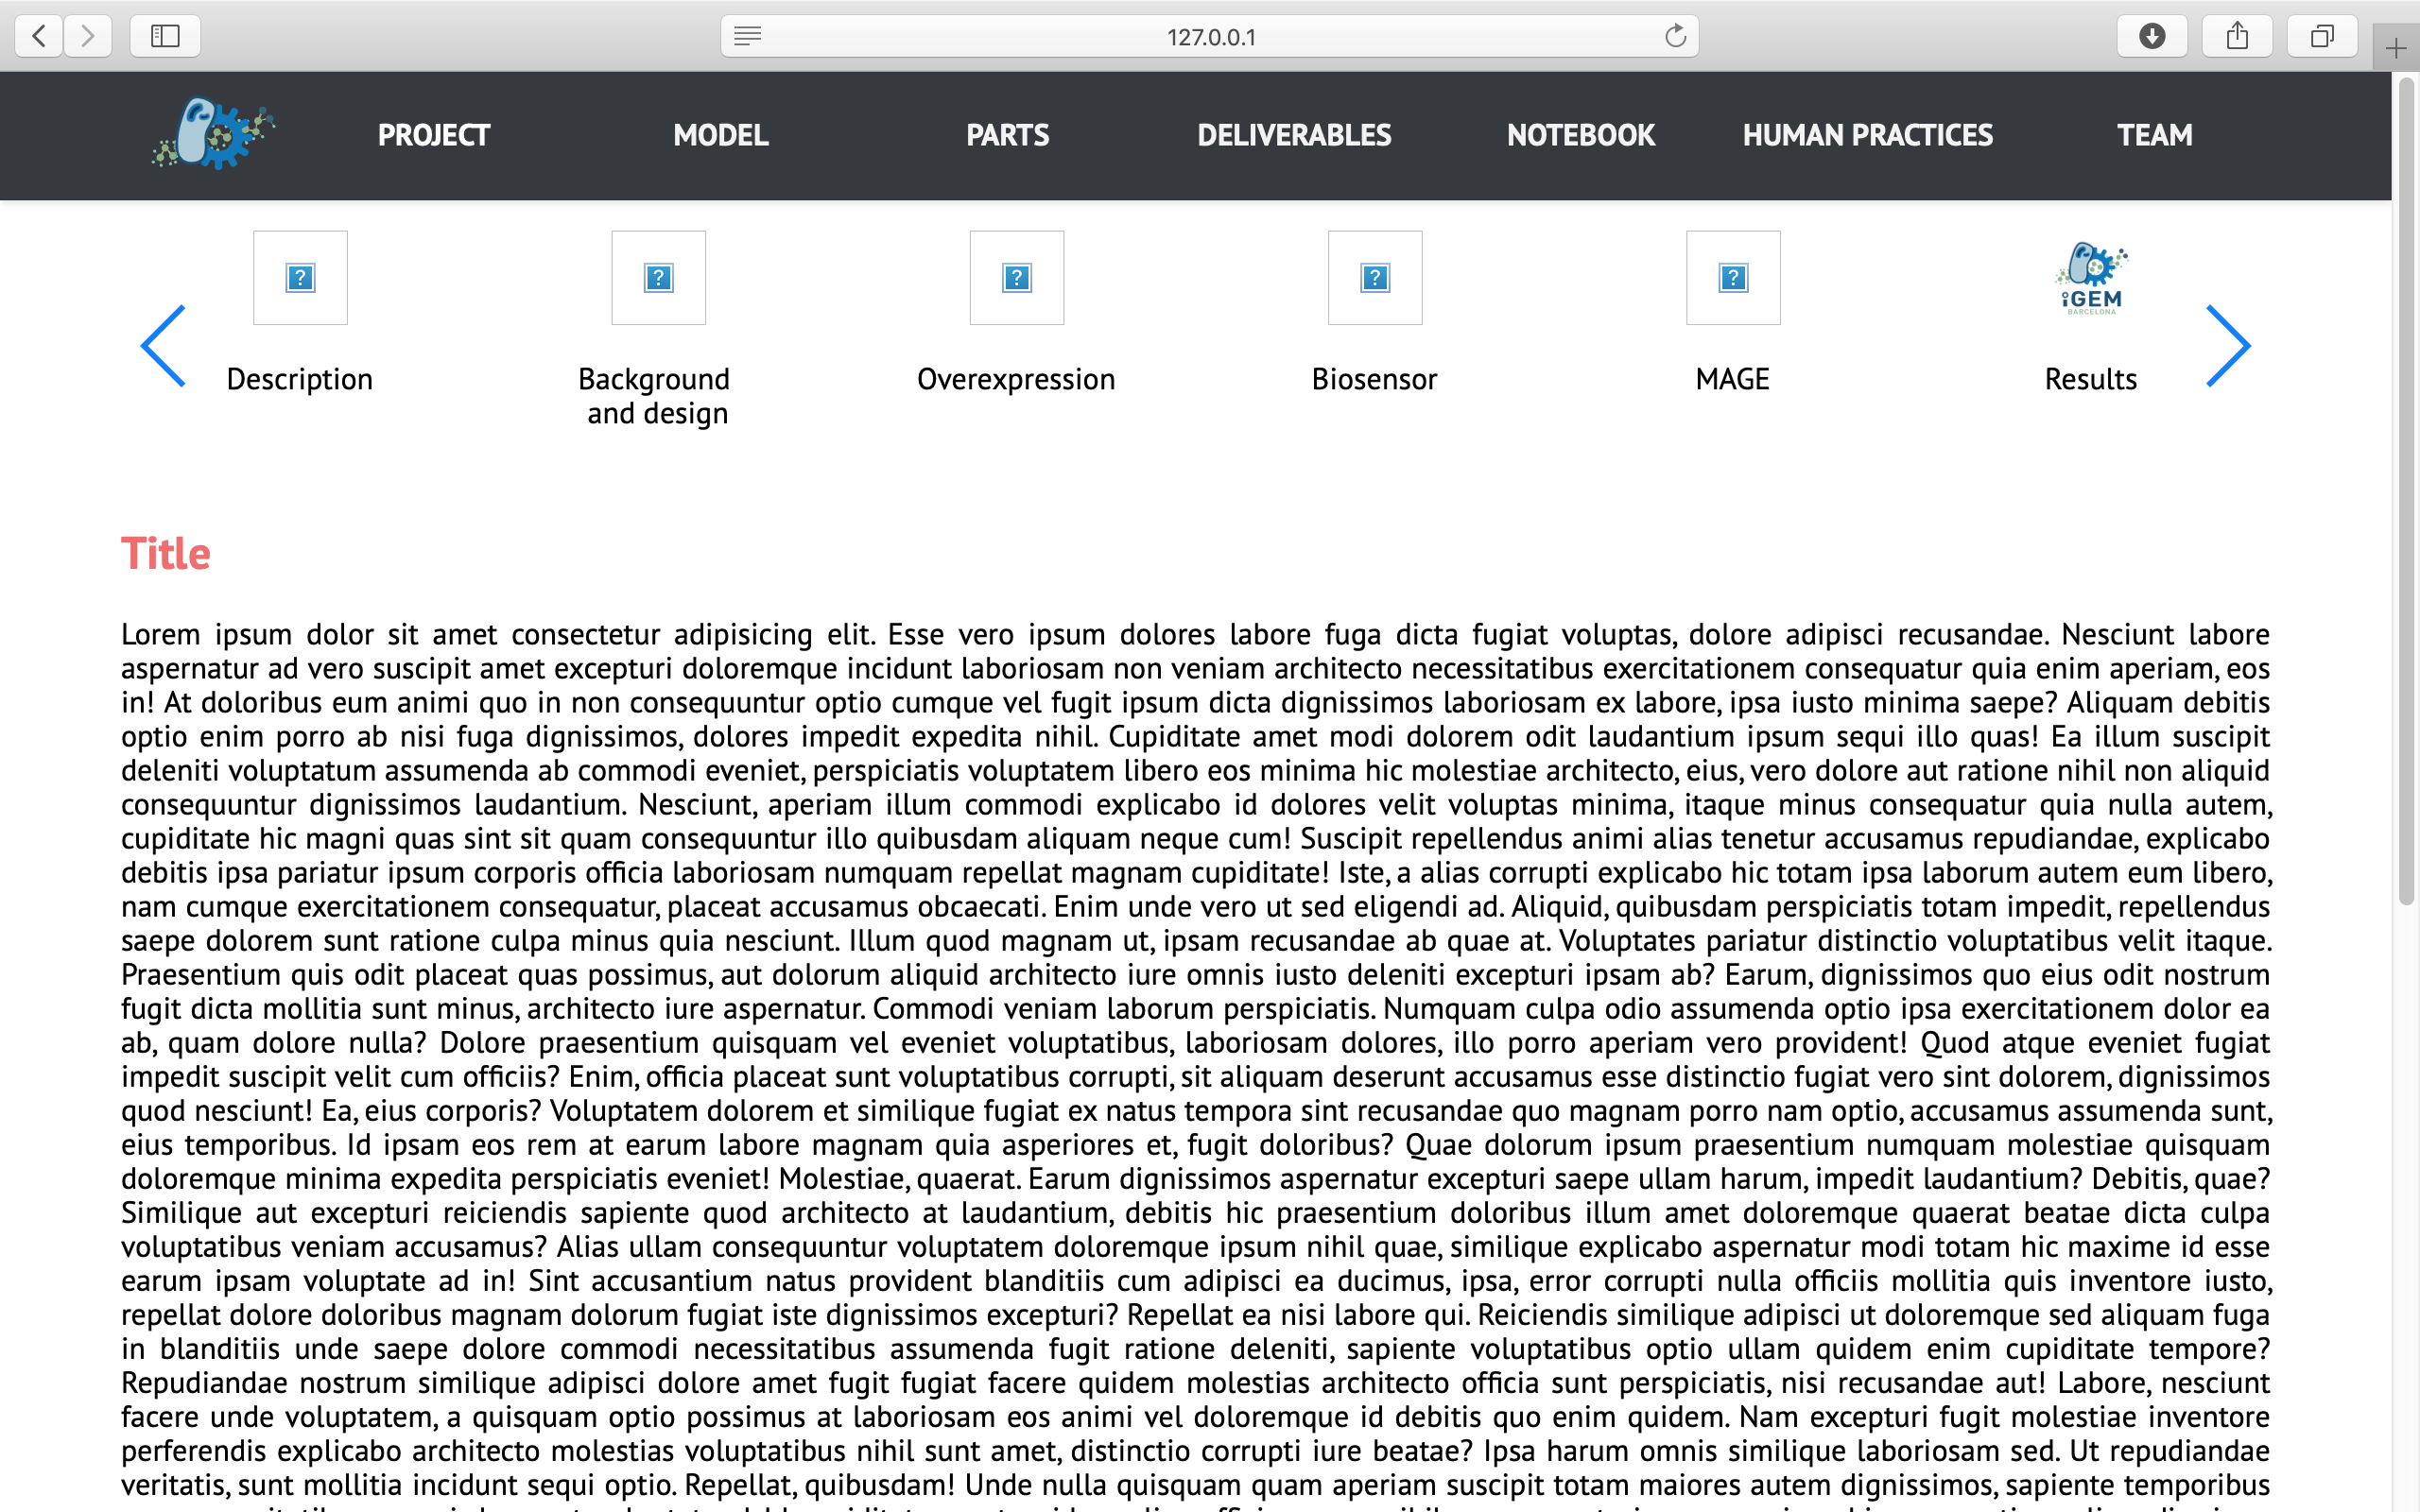 127.0.0.1
PROJECT MODEL PARTS DELIVERABLES NOTEBOOK HUMAN PRACTICES TEAM
iGEM
BARCELONA
Description Background Overexpression Biosensor MAGE Results
and design
Title
Lorem ipsum dolor sit amet consectetur adipisicing elit. Esse vero ipsum dolores labore fuga dicta fugiat voluptas, dolore adipisci recusandae. Nesciunt labore
aspernatur ad vero suscipit amet excepturi doloremque incidunt laboriosam non veniam architecto necessitatibus exercitationem consequatur quia enim aperiam, eos
in! At doloribus eum animi quo in non consequuntur optio cumque vel fugit ipsum dicta dignissimos laboriosam ex labore, ipsa iusto minima saepe? Aliquam debitis
optio enim porro ab nisi fuga dignissimos, dolores impedit expedita nihil. Cupiditate amet modi dolorem odit laudantium ipsum sequi illo quas! Ea illum suscipit
deleniti voluptatum assumenda ab commodi eveniet, perspiciatis voluptatem libero eos minima hic molestiae architecto, eius, vero dolore aut ratione nihil non aliquid
consequuntur dignissimos laudantium. Nesciunt, aperiam illum commodi explicabo id dolores velit voluptas minima, itaque minus consequatur quia nulla autem,
cupiditate hic magni quas sint sit quam consequuntur illo quibusdam aliquam neque cum! Suscipit repellendus animi alias tenetur accusamus repudiandae, explicabo
debitis ipsa pariatur ipsum corporis officia laboriosam numquam repellat magnam cupiditate! Iste, a alias corrupti explicabo hic totam ipsa laborum autem eum libero,
nam cumque exercitationem consequatur, placeat accusamus obcaecati. Enim unde vero ut sed eligendi ad. Aliquid, quibusdam perspiciatis totam impedit, repellendus
saepe dolorem sunt ratione culpa minus quia nesciunt. Illum quod magnam ut, ipsam recusandae ab quae at. Voluptates pariatur distinctio voluptatibus velit itaque.
Praesentium quis odit placeat quas possimus, aut dolorum aliquid architecto iure omnis iusto deleniti excepturi ipsam ab? Earum, dignissimos quo eius odit nostrum
fugit dicta mollitia sunt minus, architecto iure aspernatur. Commodi veniam laborum perspiciatis. Numquam culpa odio assumenda optio ipsa exercitationem dolor ea
ab, quam dolore nulla? Dolore praesentium quisquam vel eveniet voluptatibus, laboriosam dolores, illo porro aperiam vero provident! Quod atque eveniet fugiat
impedit suscipit velit cum officiis? Enim, officia placeat sunt voluptatibus corrupti, sit aliquam deserunt accusamus esse distinctio fugiat vero sint dolorem, dignissimos
quod nesciunt! Ea, eius corporis? Voluptatem dolorem et similique fugiat ex natus tempora sint recusandae quo magnam porro nam optio, accusamus assumenda sunt,
eius temporibus. Id ipsam eos rem at earum labore magnam quia asperiores et, fugit doloribus? Quae dolorum ipsum praesentium numquam molestiae quisquam
doloremque minima expedita perspiciatis eveniet! Molestiae, quaerat. Earum dignissimos aspernatur excepturi saepe ullam harum, impedit laudantium? Debitis, quae?
Similique aut excepturi reiciendis sapiente quod architecto at laudantium, debitis hic praesentium doloribus illum amet doloremque quaerat beatae dicta culpa
voluptatibus veniam accusamus? Alias ullam consequuntur voluptatem doloremque ipsum nihil quae, similique explicabo aspernatur modi totam hic maxime id esse
earum ipsam voluptate ad in! Sint accusantium natus provident blanditiis cum adipisci ea ducimus, ipsa, error corrupti nulla officiis mollitia quis inventore iusto,
repellat dolore doloribus magnam dolorum fugiat iste dignissimos excepturi? Repellat ea nisi labore qui. Reiciendis similique adipisci ut doloremque sed aliquam fuga
in blanditiis unde saepe dolore commodi necessitatibus assumenda fugit ratione deleniti, sapiente voluptatibus optio ullam quidem enim cupiditate tempore?
Repudiandae nostrum similique adipisci dolore amet fugit fugiat facere quidem molestias architecto officia sunt perspiciatis, nisi recusandae aut! Labore, nesciunt
facere unde voluptatem, a quisquam optio possimus at laboriosam eos animi vel doloremque id debitis quo enim quidem. Nam excepturi fugit molestiae inventore
perferendis explicabo architecto molestias voluptatibus nihil sunt amet, distinctio corrupti iure beatae? Ipsa harum omnis similique laboriosam sed. Ut repudiandae
veritatis, sunt mollitia incidunt sequi optio. Repellat, quibusdam! Unde nulla quisquam quam aperiam suscipit totam maiores autem dignissimos, sapiente temporibus